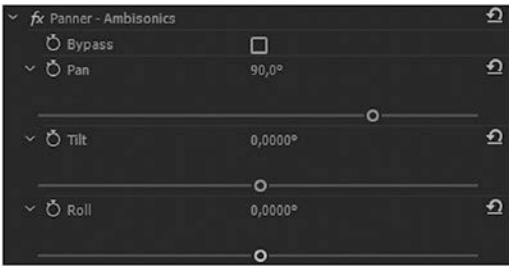 fx Panner - Ambisonics
Bypass
Pan 90,0°
Tilt 0,0000°
Roll 0,0000°